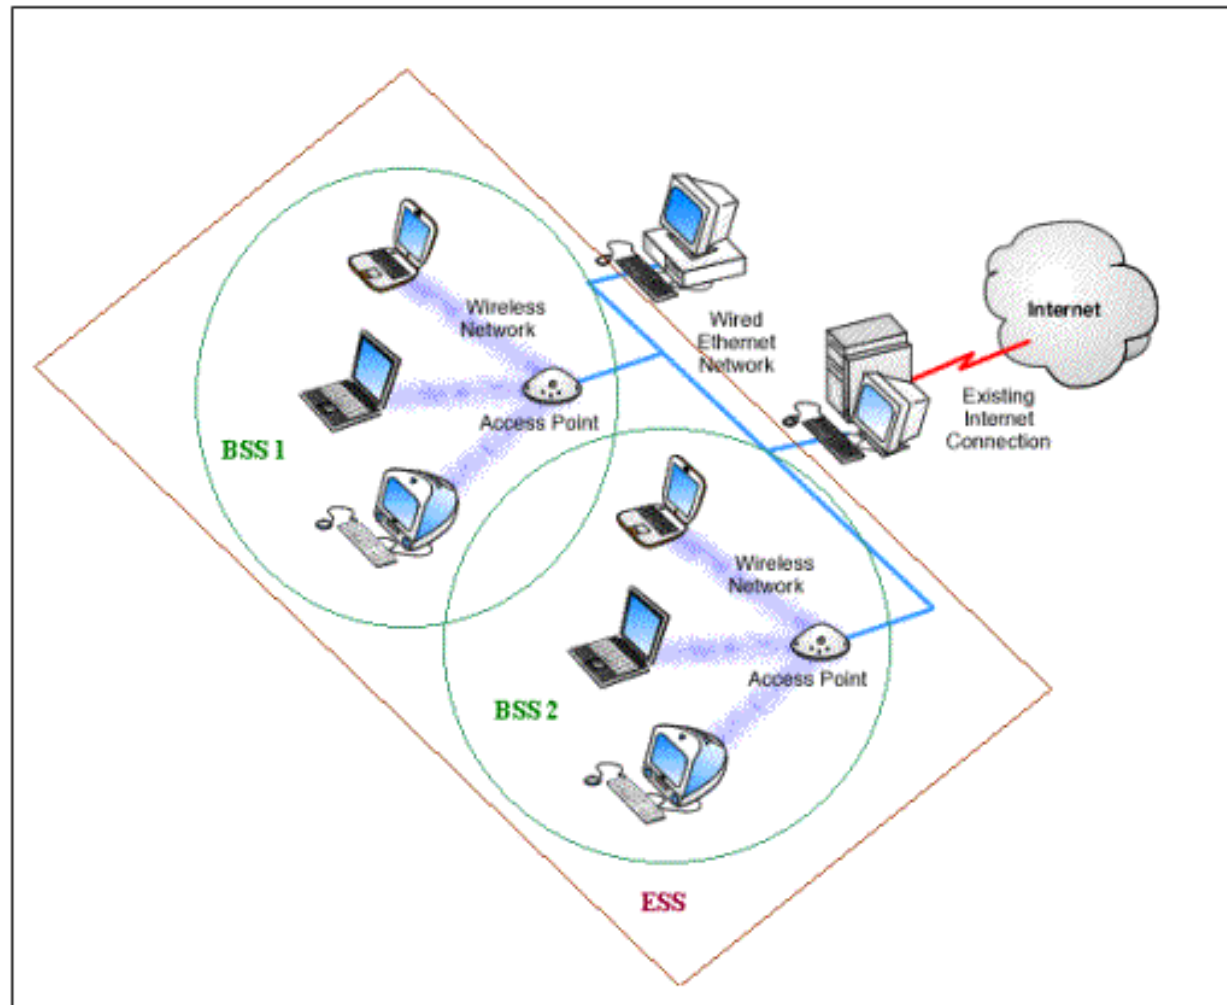 Wireless
Network
Access Point
BSS 1
Wired
Ethernet
Network
Internet
Existing
Internet
Connection
Wireless
Network
Access Point
BSS 2
ESS